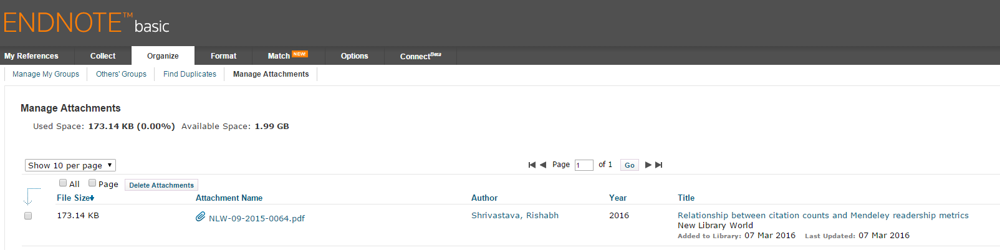 ENDNOTE™ basic
My References Collect Organize Format Match NEW! Options Connect Beta
Manage My Groups Others' Groups Find Duplicates Manage Attachments
Manage Attachments
Used Space: 173.14 KB (0.00%) Available Space: 1.99 GB
Show 10 per page Page 1 of 1 Go
All Page Delete Attachments
File Size Attachment Name Author Year Title
173.14 KB NLW-09-2015-0064.pdf Shrivastava, Rishabh 2016 Relationship between citation counts and Mendeley readership metrics
New Library World
Added to Library: 07 Mar 2016 Last Updated: 07 Mar 2016